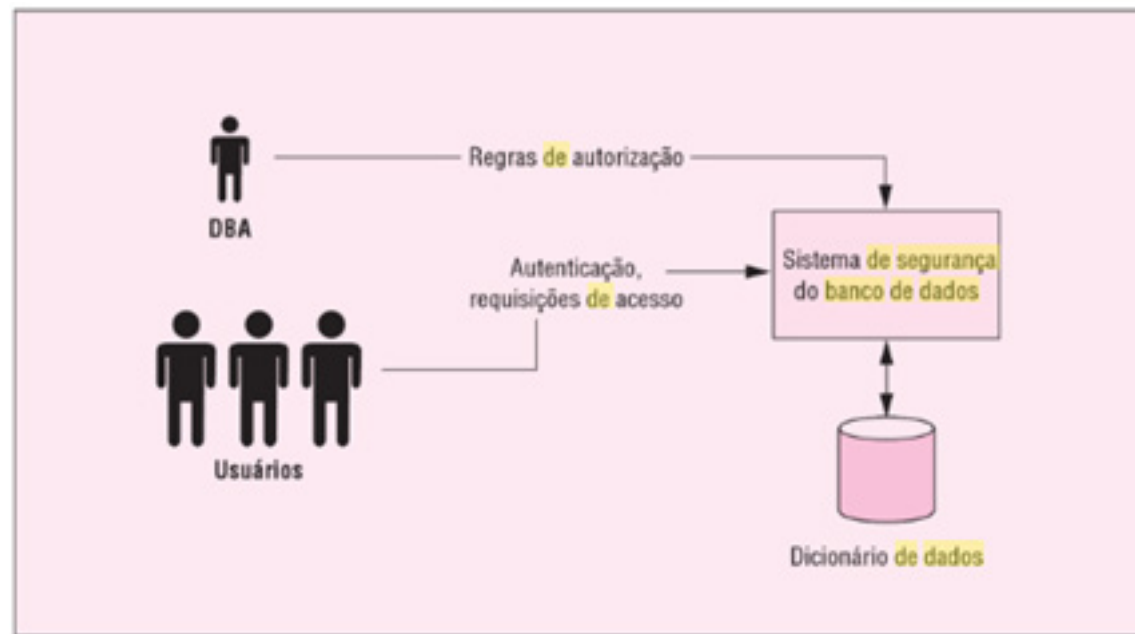 Regras de autorização
DBA
Autenticação,
requisições de acesso
Sistema de segurança
do banco de dados
Usuários
Dicionário de dados